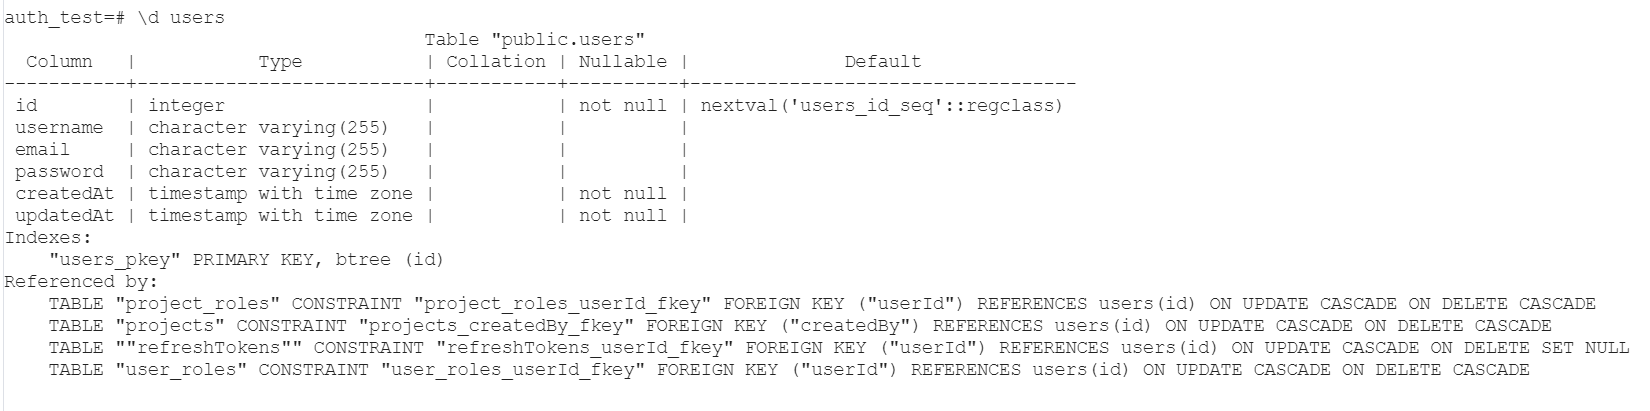 auth_test=# \d users
                                      Table "public.users"
  Column   |           Type           | Collation | Nullable |              Default
-----------+--------------------------+-----------+----------+-----------------------------------
 id        | integer                  |           | not null | nextval('users_id_seq'::regclass)
 username  | character varying(255)   |           |          |
 email     | character varying(255)   |           |          |
 password  | character varying(255)   |           |          |
 createdAt | timestamp with time zone |           | not null |
 updatedAt | timestamp with time zone |           | not null |
Indexes:
    "users_pkey" PRIMARY KEY, btree (id)
Referenced by:
    TABLE "project_roles" CONSTRAINT "project_roles_userId_fkey" FOREIGN KEY ("userId") REFERENCES users(id) ON UPDATE CASCADE ON DELETE CASCADE
    TABLE "projects" CONSTRAINT "projects_createdBy_fkey" FOREIGN KEY ("createdBy") REFERENCES users(id) ON UPDATE CASCADE ON DELETE CASCADE
    TABLE ""refreshTokens"" CONSTRAINT "refreshTokens_userId_fkey" FOREIGN KEY ("userId") REFERENCES users(id) ON UPDATE CASCADE ON DELETE SET NULL
    TABLE "user_roles" CONSTRAINT "user_roles_userId_fkey" FOREIGN KEY ("userId") REFERENCES users(id) ON UPDATE CASCADE ON DELETE CASCADE